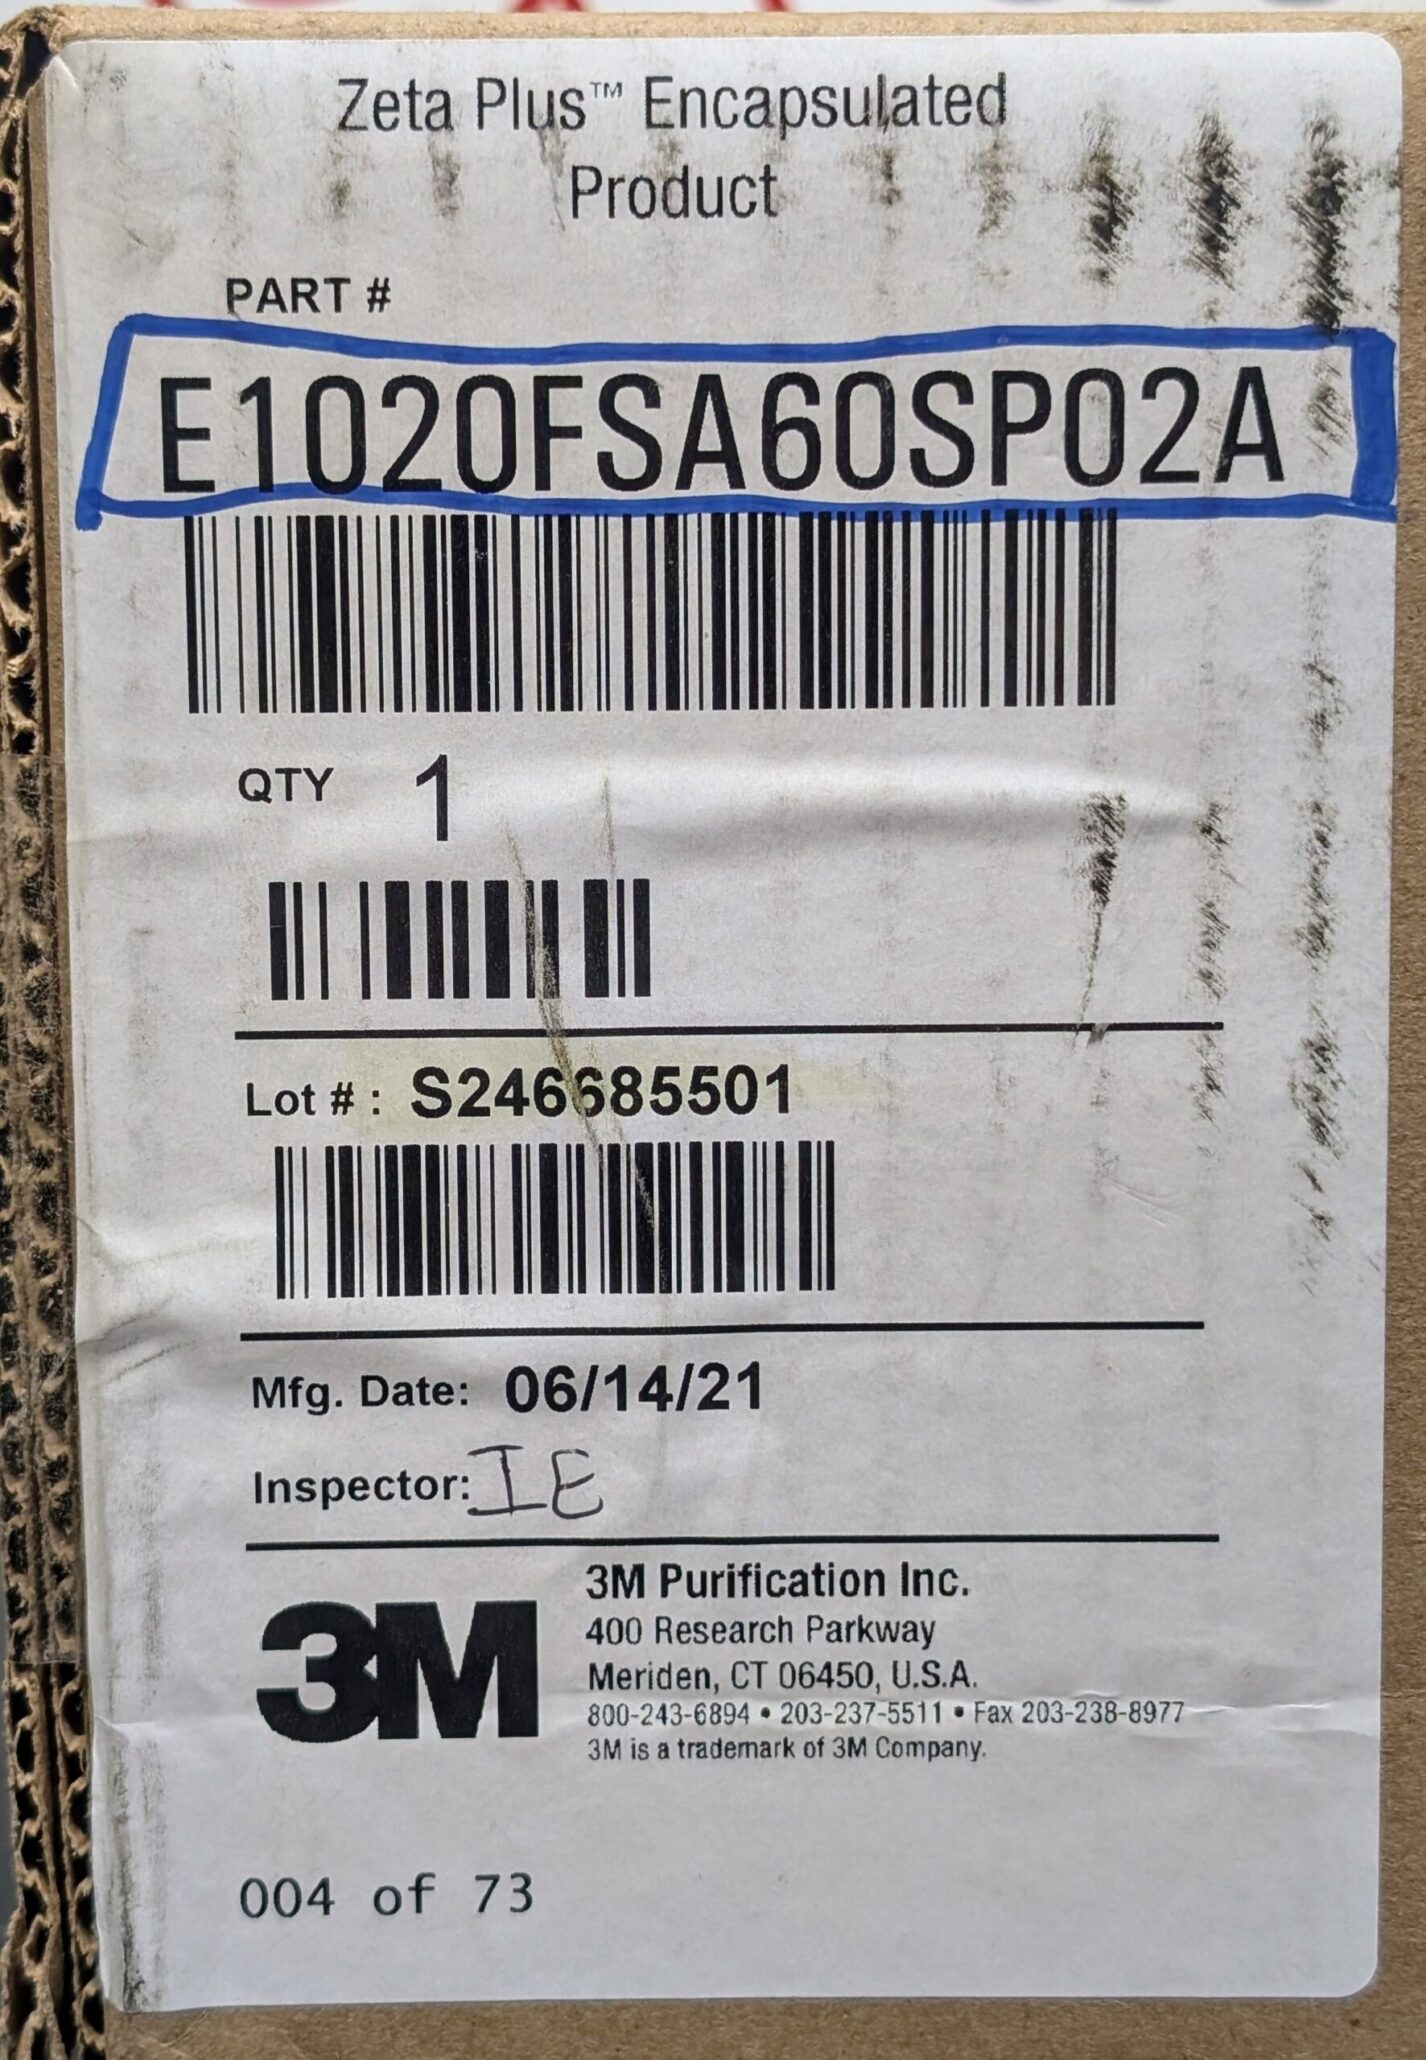 Zeta Plus™ Encapsulated
Product
PART #
E1020FSA60SP02A
QTY 1
Lot # : S246685501
Mfg. Date: 06/14/21
Inspector: IE
3M
3M Purification Inc.
400 Research Parkway
Meriden, CT 06450, U.S.A.
800-243-6894 • 203-237-5511 • Fax 203-238-8977
3M is a trademark of 3M Company.
004 of 73